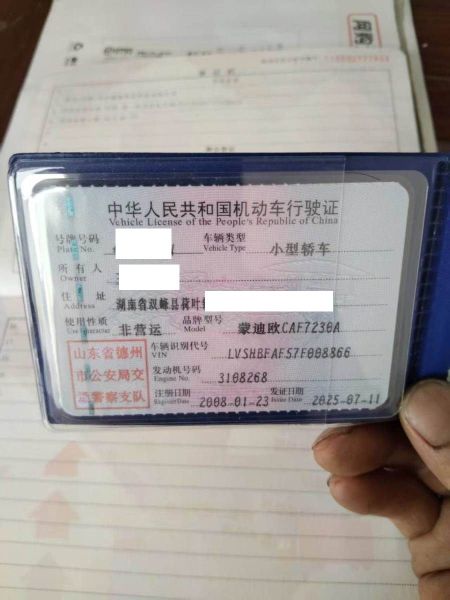 中华人民共和国机动车行驶证
Vehicle License of the People's Republic of China
号牌号码 车辆类型 小型轿车
Plate No. Vehicle Type
所有人
Owner
住址 湖南省双峰县荷叶
Address
使用性质 非营运 品牌型号 蒙迪欧CAF7230A
Use Character Model
山东省德州 车辆识别代号 LVSHBFAF57F008866
VIN
市公安局交 发动机号码 3108268
Engine No.
通警察支队 注册日期 2008-01-23 发证日期 2025-07-11
Register Date Issue Date